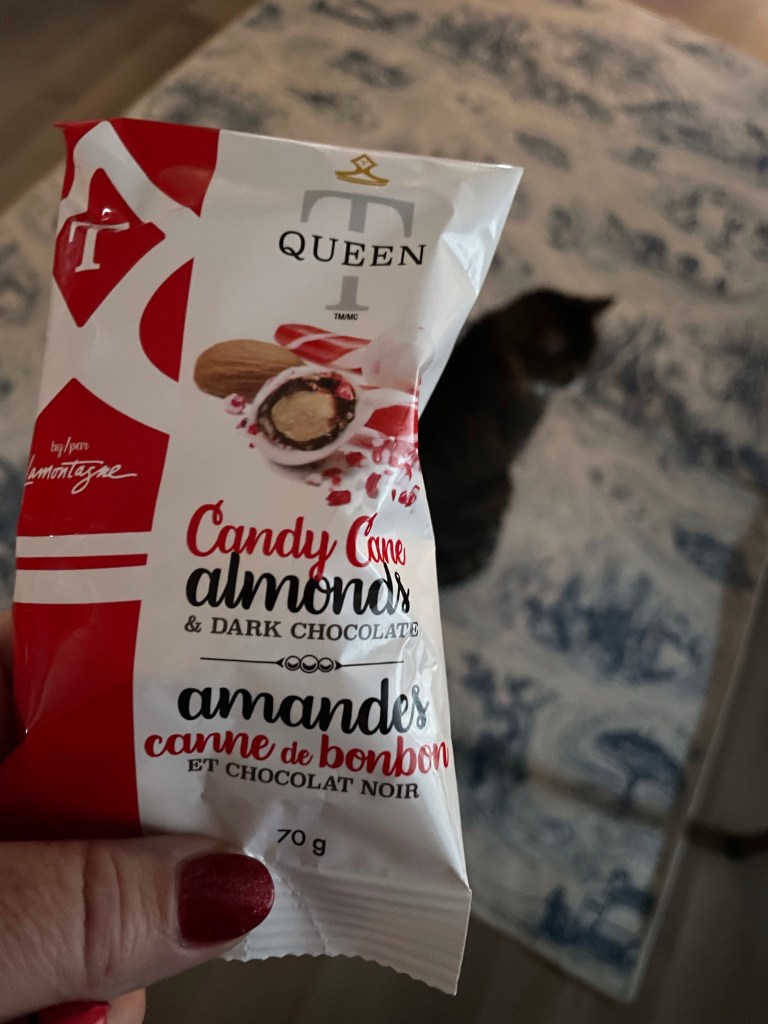 T
T
QUEEN
TM/MC
by/par
Lamontagne
Candy Cane
almonds
& DARK CHOCOLATE
amandes
canne de bonbon
ET CHOCOLAT NOIR
70 g